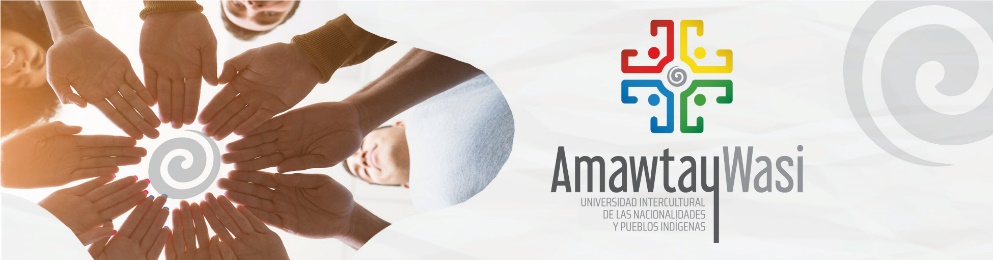 AmawtayWasi
UNIVERSIDAD INTERCULTURAL
DE LAS NACIONALIDADES
Y PUEBLOS INDÍGENAS